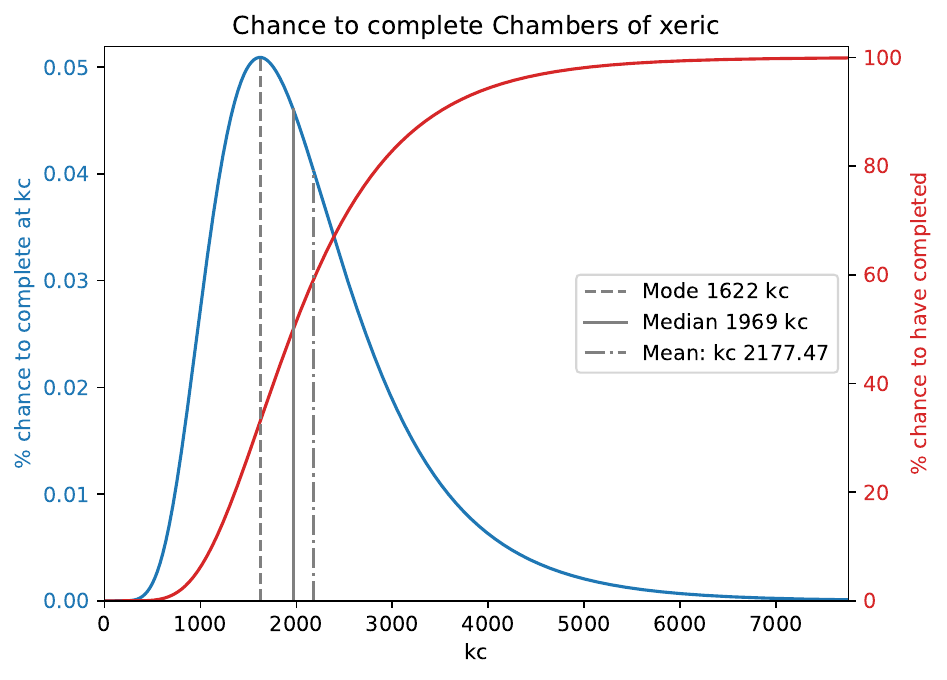 Chance to complete Chambers of xeric
% chance to complete at kc
0.05
0.04
0.03
0.02
0.01
0.00
0 1000 2000 3000 4000 5000 6000 7000
kc
Mode 1622 kc
Median 1969 kc
Mean: kc 2177.47
100
80
60
40
20
0
% chance to have completed